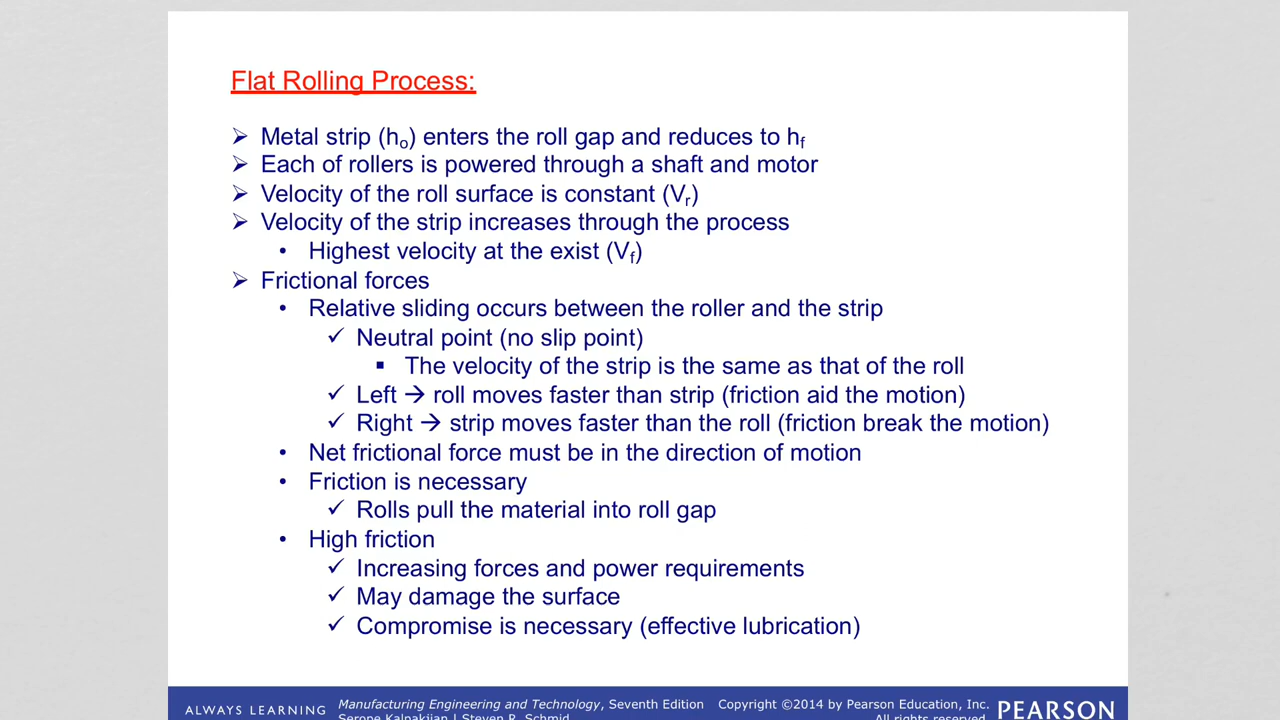 Flat Rolling Process:
➢ Metal strip (ho) enters the roll gap and reduces to hf
➢ Each of rollers is powered through a shaft and motor
➢ Velocity of the roll surface is constant (Vr)
➢ Velocity of the strip increases through the process
• Highest velocity at the exist (Vf)
➢ Frictional forces
• Relative sliding occurs between the roller and the strip
✓ Neutral point (no slip point)
▪ The velocity of the strip is the same as that of the roll
✓ Left → roll moves faster than strip (friction aid the motion)
✓ Right → strip moves faster than the roll (friction break the motion)
• Net frictional force must be in the direction of motion
• Friction is necessary
✓ Rolls pull the material into roll gap
• High friction
✓ Increasing forces and power requirements
✓ May damage the surface
✓ Compromise is necessary (effective lubrication)
ALWAYS LEARNING
Manufacturing Engineering and Technology, Seventh Edition
Serope Kalpakjian | Steven R. Schmid
Copyright ©2014 by Pearson Education, Inc.
All rights reserved.
PEARSON